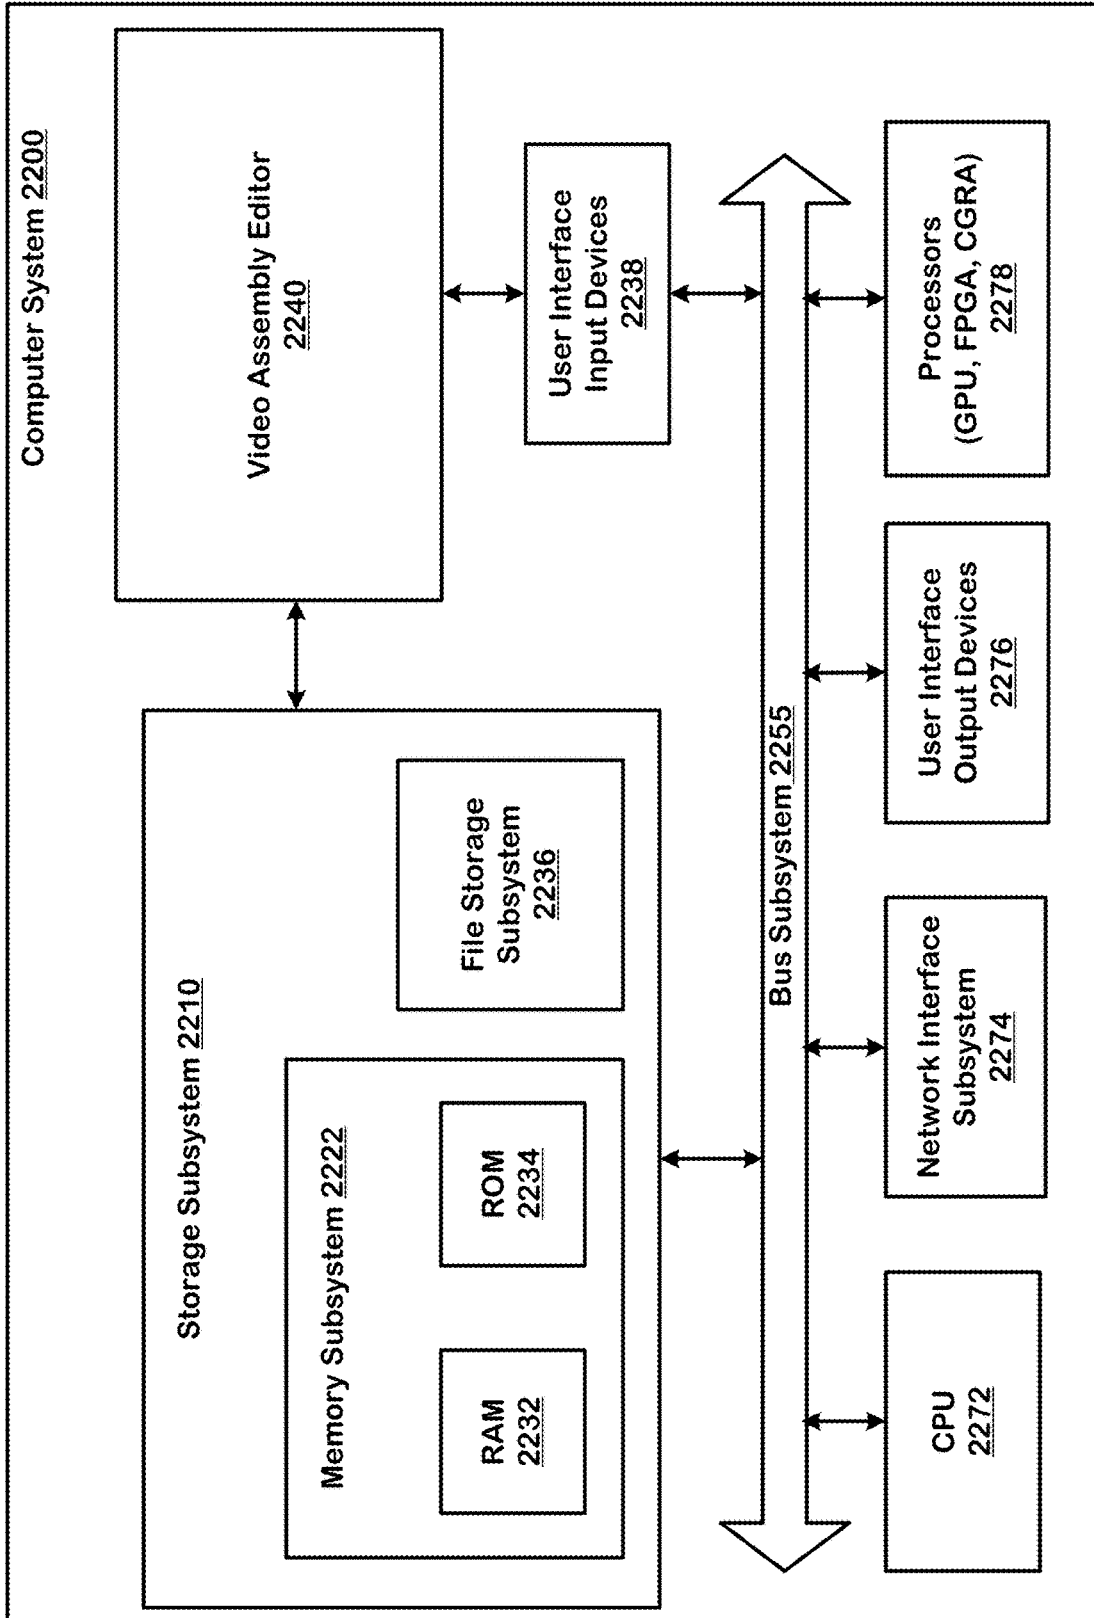 Computer System 2200
Storage Subsystem 2210
Memory Subsystem 2222
RAM
2232
ROM
2234
File Storage
Subsystem
2236
Video Assembly Editor
2240
User Interface
Input Devices
2238
Bus Subsystem 2255
CPU
2272
Network Interface
Subsystem
2274
User Interface
Output Devices
2276
Processors
(GPU, FPGA, CGRA)
2278